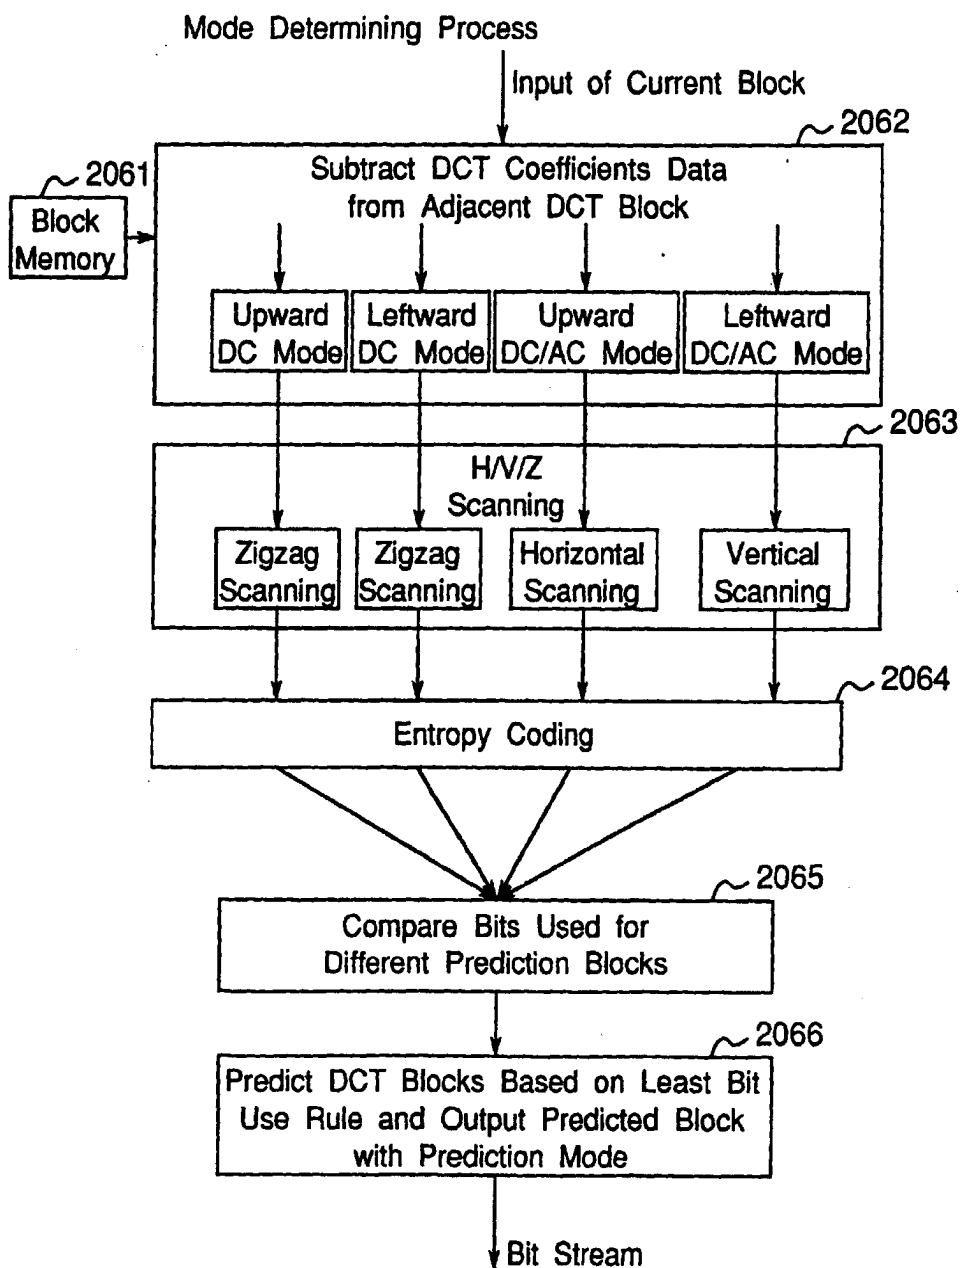 Mode Determining Process
Input of Current Block
2062
2061
Subtract DCT Coefficients Data
from Adjacent DCT Block
Block
Memory
Upward
DC Mode
Leftward
DC Mode
Upward
DC/AC Mode
Leftward
DC/AC Mode
2063
H/V/Z
Scanning
Zigzag
Scanning
Zigzag
Scanning
Horizontal
Scanning
Vertical
Scanning
2064
Entropy Coding
2065
Compare Bits Used for
Different Prediction Blocks
2066
Predict DCT Blocks Based on Least Bit
Use Rule and Output Predicted Block
with Prediction Mode
Bit Stream